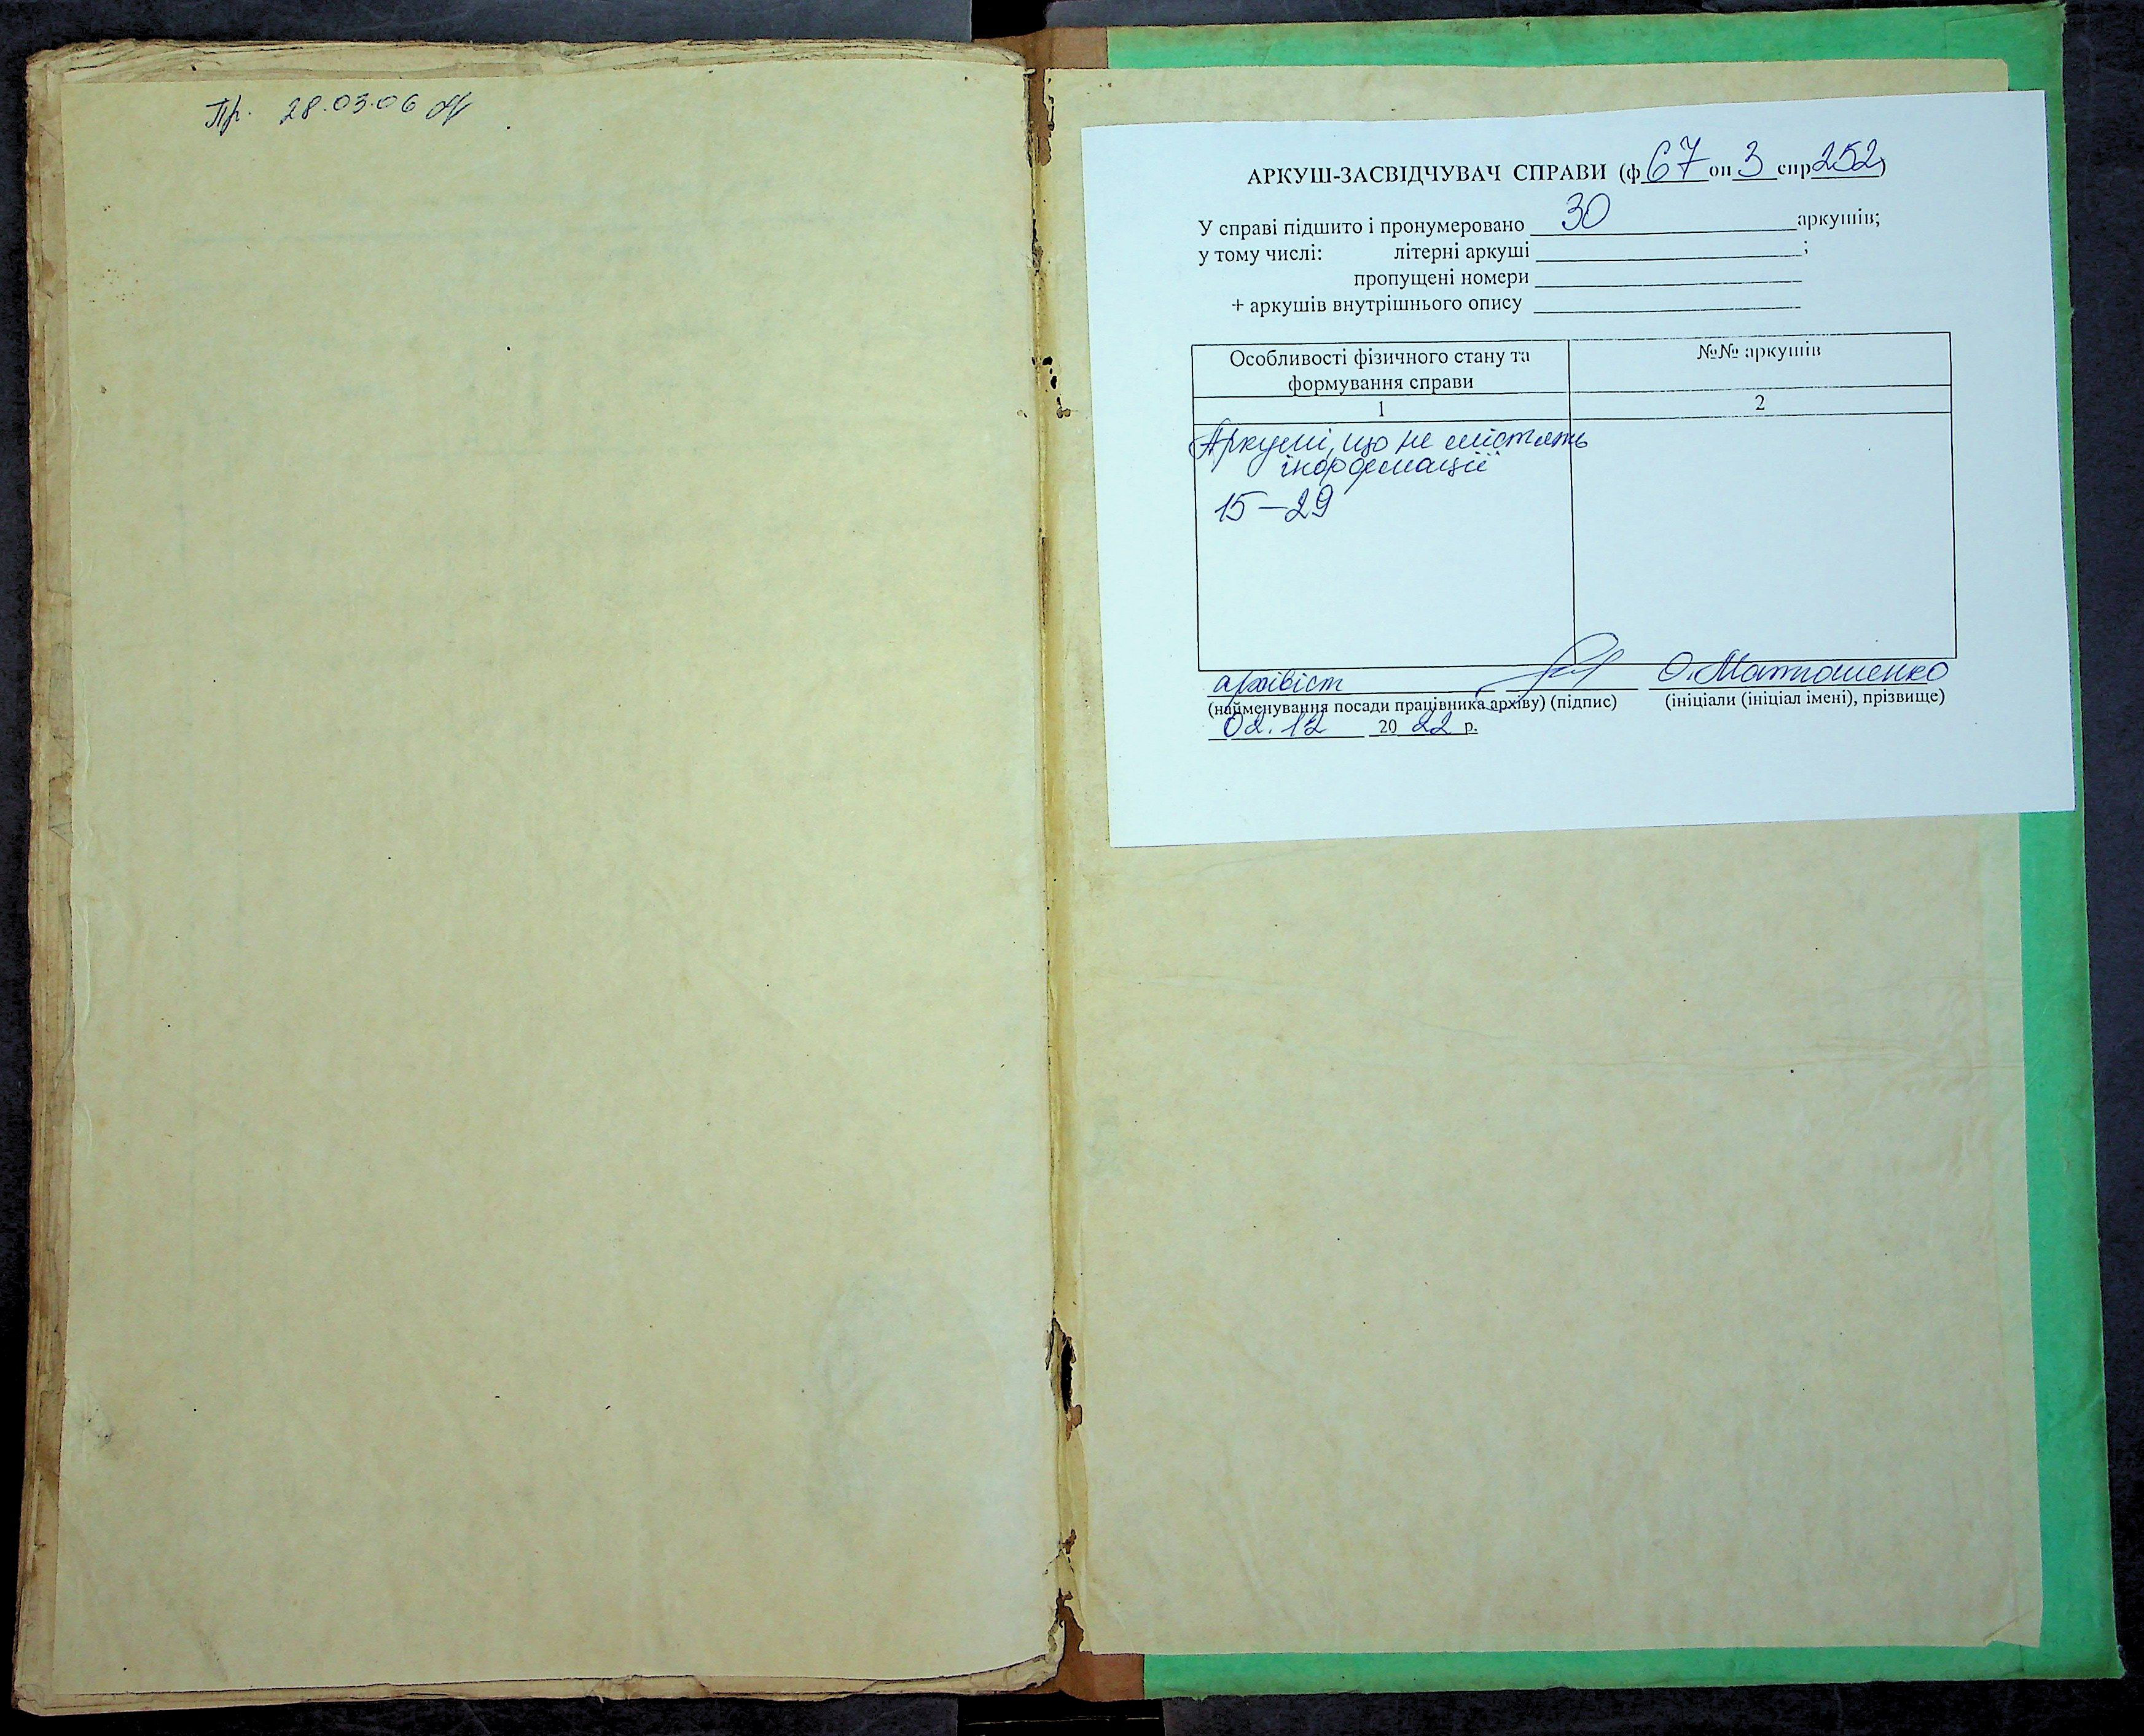 Пр. 28.03.06
АРКУШ-ЗАСВІДЧУВАЧ СПРАВИ (ф 67 оп 3 спр 252)
У справі підшито і пронумеровано 30 аркушів;
у тому числі: літерні аркуші ;
пропущені номери
+ аркушів внутрішнього опису
Особливості фізичного стану та формування справи
№№ аркушів
1
2
Аркуші, що не містять
інформації
15–29
архівіст О. Матюшенко
(найменування посади працівника архіву) (підпис) (ініціали (ініціал імені), прізвище)
02.12 20 22 р.